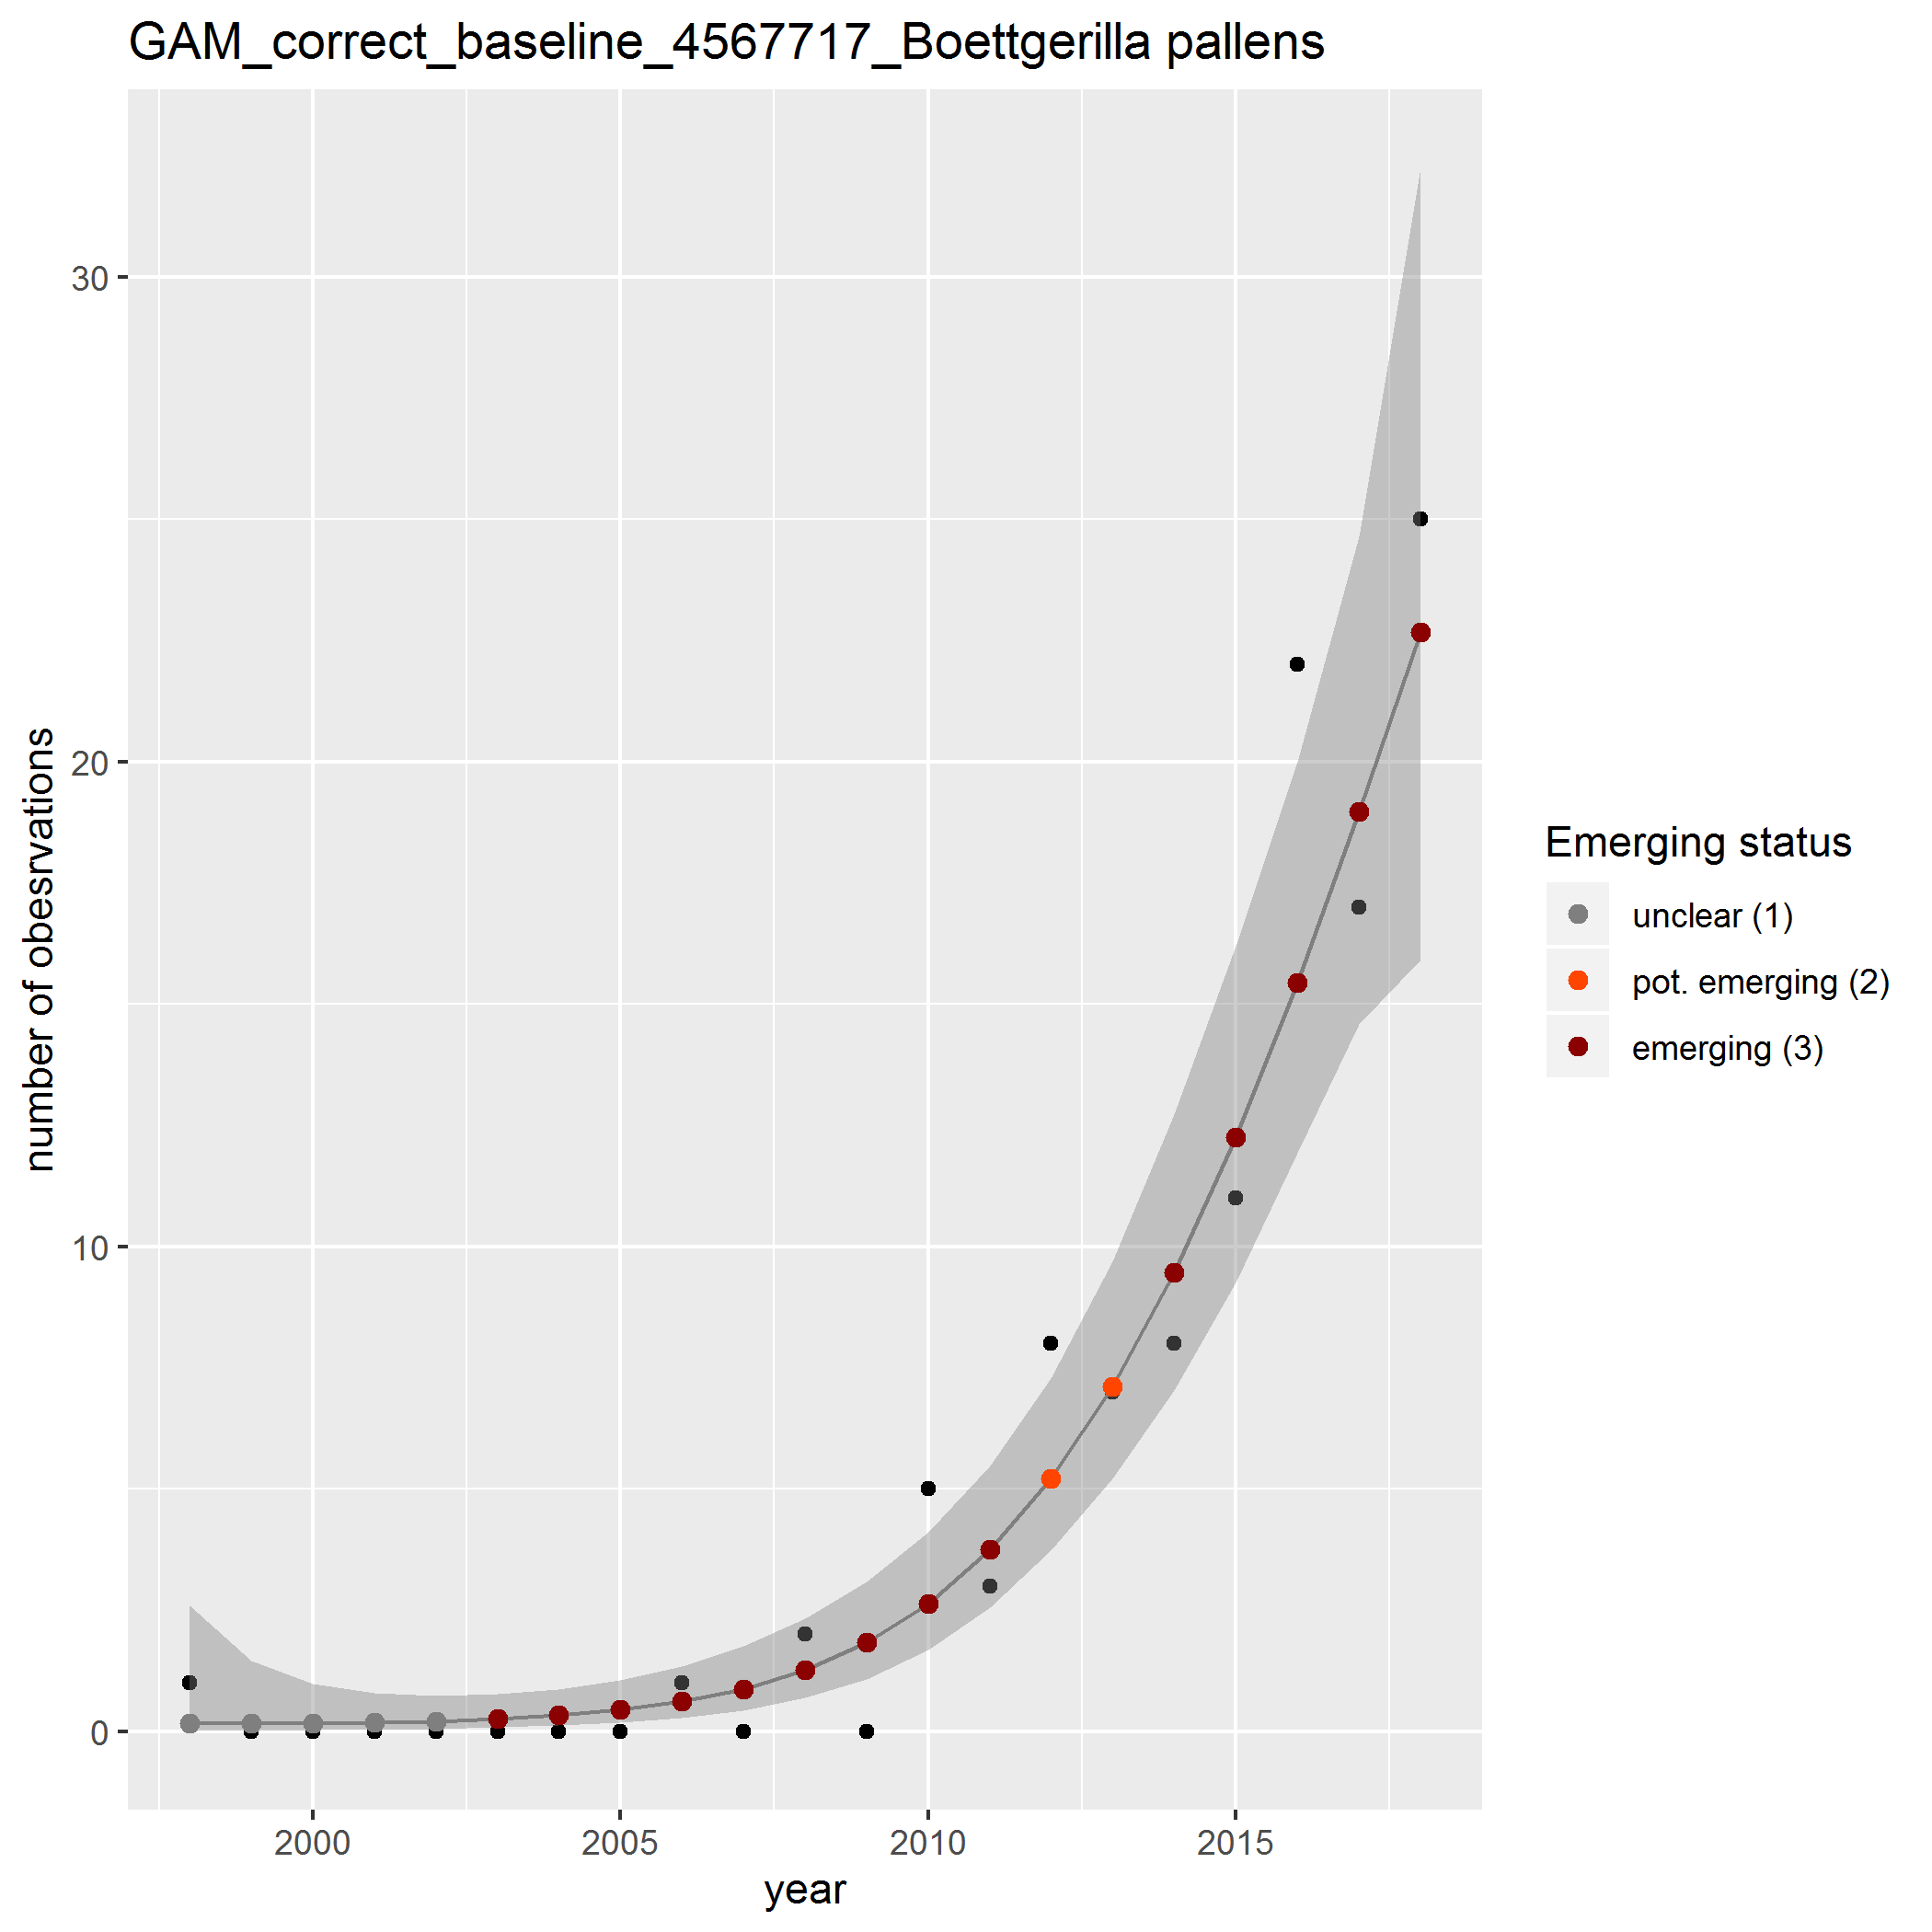 GAM_correct_baseline_4567717_Boettgerilla pallens
30
20
10
0
number of obesrvations
2000
2005
2010
2015
year
Emerging status
unclear (1)
pot. emerging (2)
emerging (3)